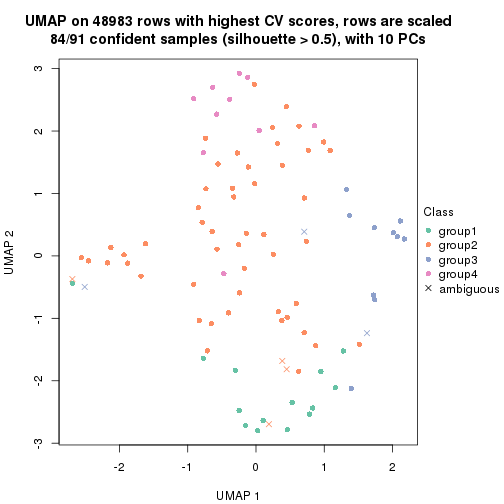 UMAP on 48983 rows with highest CV scores, rows are scaled
84/91 confident samples (silhouette > 0.5), with 10 PCs
3
2
1
0
-1
-2
-3
UMAP 2
-2
-1
0
1
2
UMAP 1
Class
group1
group2
group3
group4
ambiguous